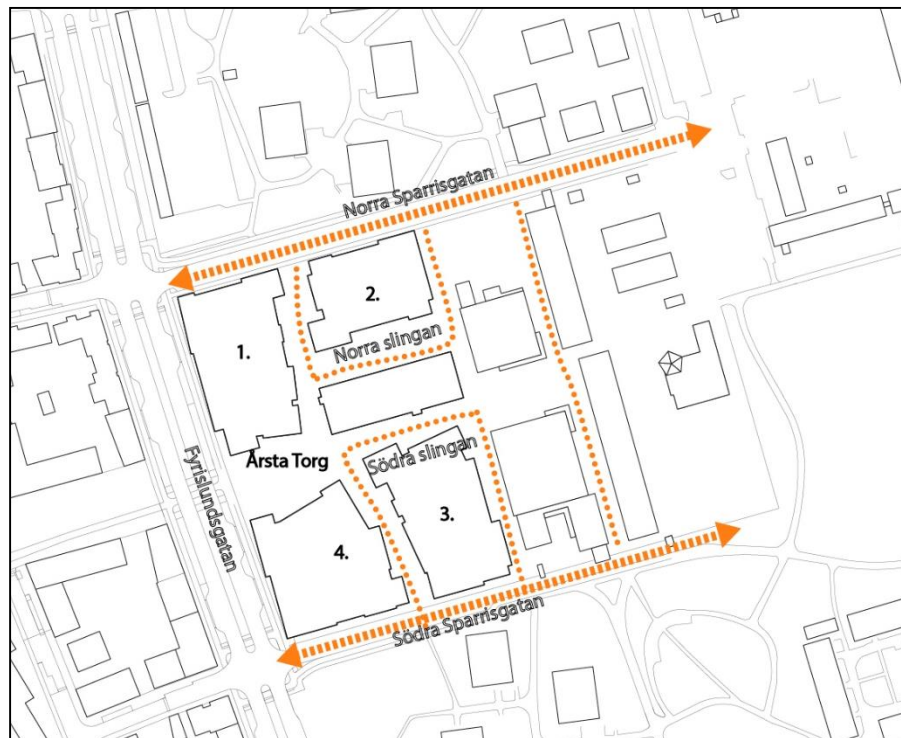 Norra Sparrisgatan
2.
1.
Norra slingan
Årsta Torg
Södra slingan
Fyrislundsgatan
3.
4.
Södra Sparrisgatan